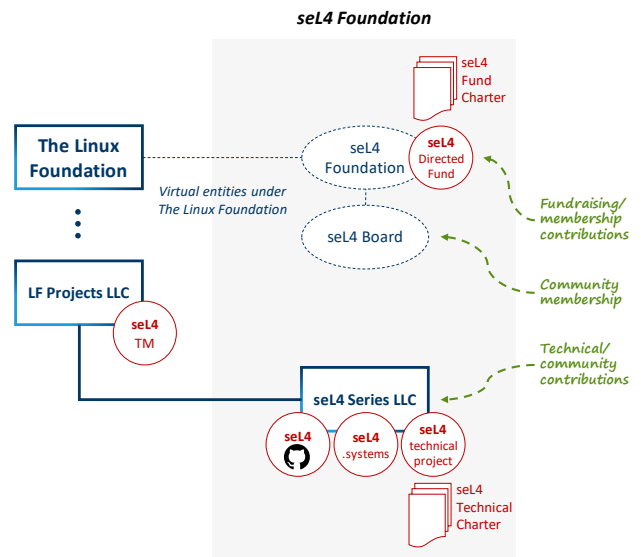 seL4 Foundation
seL4
Fund
Charter
The Linux
Foundation
seL4
Foundation
seL4
Directed
Fund
Virtual entities under
The Linux Foundation
Fundraising/
membership
contributions
seL4 Board
Community
membership
LF Projects LLC
seL4
TM
Technical/
community
contributions
seL4 Series LLC
seL4
seL4
.systems
seL4
technical
project
seL4
Technical
Charter